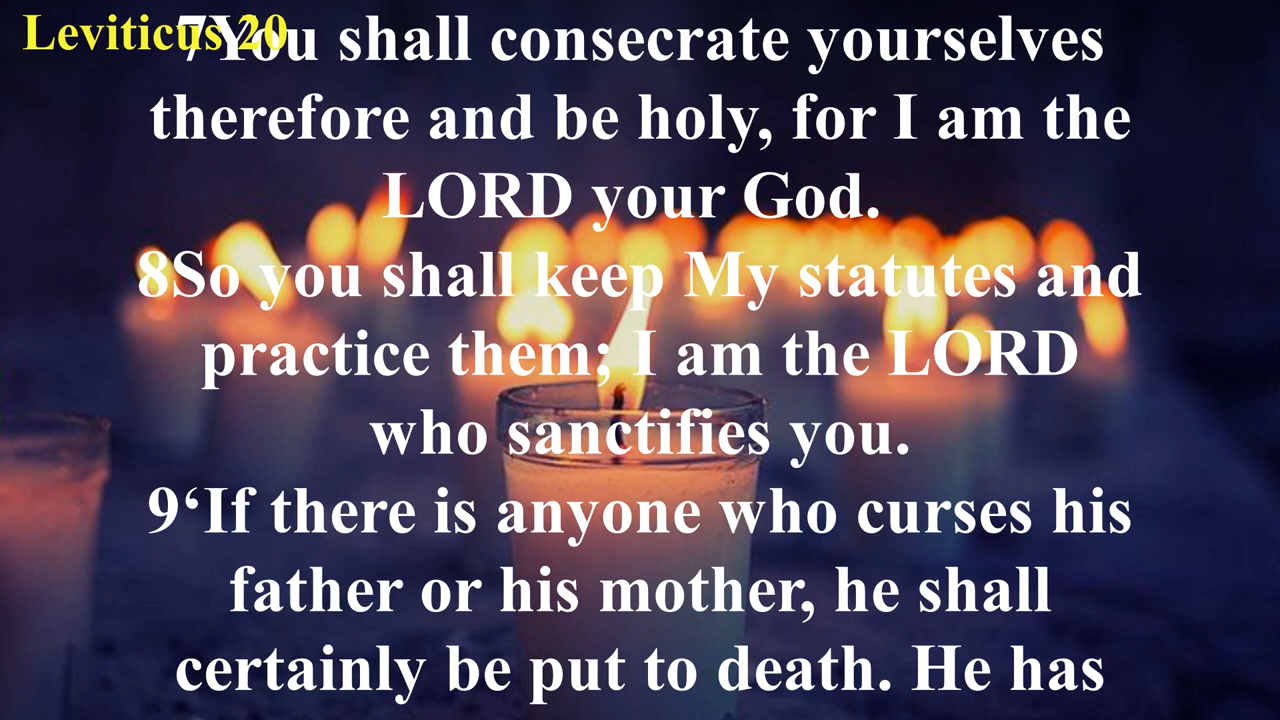 Leviticus 20
7You shall consecrate yourselves
therefore and be holy, for I am the
LORD your God.
8So you shall keep My statutes and
practice them; I am the LORD
who sanctifies you.
9‘If there is anyone who curses his
father or his mother, he shall
certainly be put to death. He has